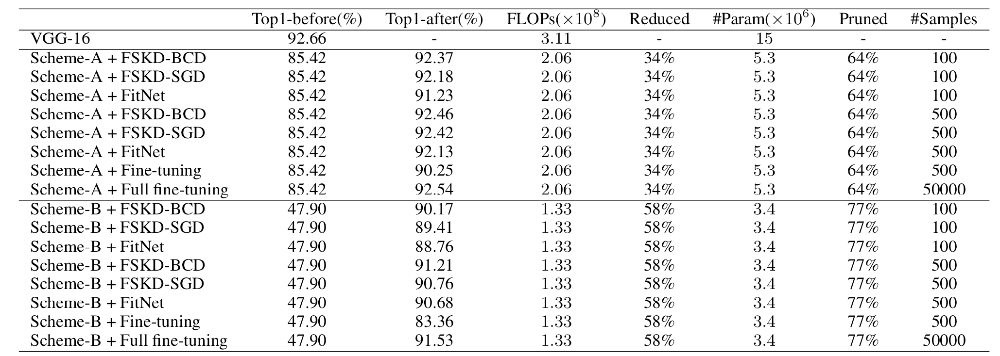 Top1-before(%) Top1-after(%) FLOPs(×10^8) Reduced #Param(×10^6) Pruned #Samples
VGG-16 92.66 - 3.11 - 15 - -
Scheme-A + FSKD-BCD 85.42 92.37 2.06 34% 5.3 64% 100
Scheme-A + FSKD-SGD 85.42 92.18 2.06 34% 5.3 64% 100
Scheme-A + FitNet 85.42 91.23 2.06 34% 5.3 64% 100
Scheme-A + FSKD-BCD 85.42 92.46 2.06 34% 5.3 64% 500
Scheme-A + FSKD-SGD 85.42 92.42 2.06 34% 5.3 64% 500
Scheme-A + FitNet 85.42 92.13 2.06 34% 5.3 64% 500
Scheme-A + Fine-tuning 85.42 90.25 2.06 34% 5.3 64% 500
Scheme-A + Full fine-tuning 85.42 92.54 2.06 34% 5.3 64% 50000
Scheme-B + FSKD-BCD 47.90 90.17 1.33 58% 3.4 77% 100
Scheme-B + FSKD-SGD 47.90 89.41 1.33 58% 3.4 77% 100
Scheme-B + FitNet 47.90 88.76 1.33 58% 3.4 77% 100
Scheme-B + FSKD-BCD 47.90 91.21 1.33 58% 3.4 77% 500
Scheme-B + FSKD-SGD 47.90 90.76 1.33 58% 3.4 77% 500
Scheme-B + FitNet 47.90 90.68 1.33 58% 3.4 77% 500
Scheme-B + Fine-tuning 47.90 83.36 1.33 58% 3.4 77% 500
Scheme-B + Full fine-tuning 47.90 91.53 1.33 58% 3.4 77% 50000